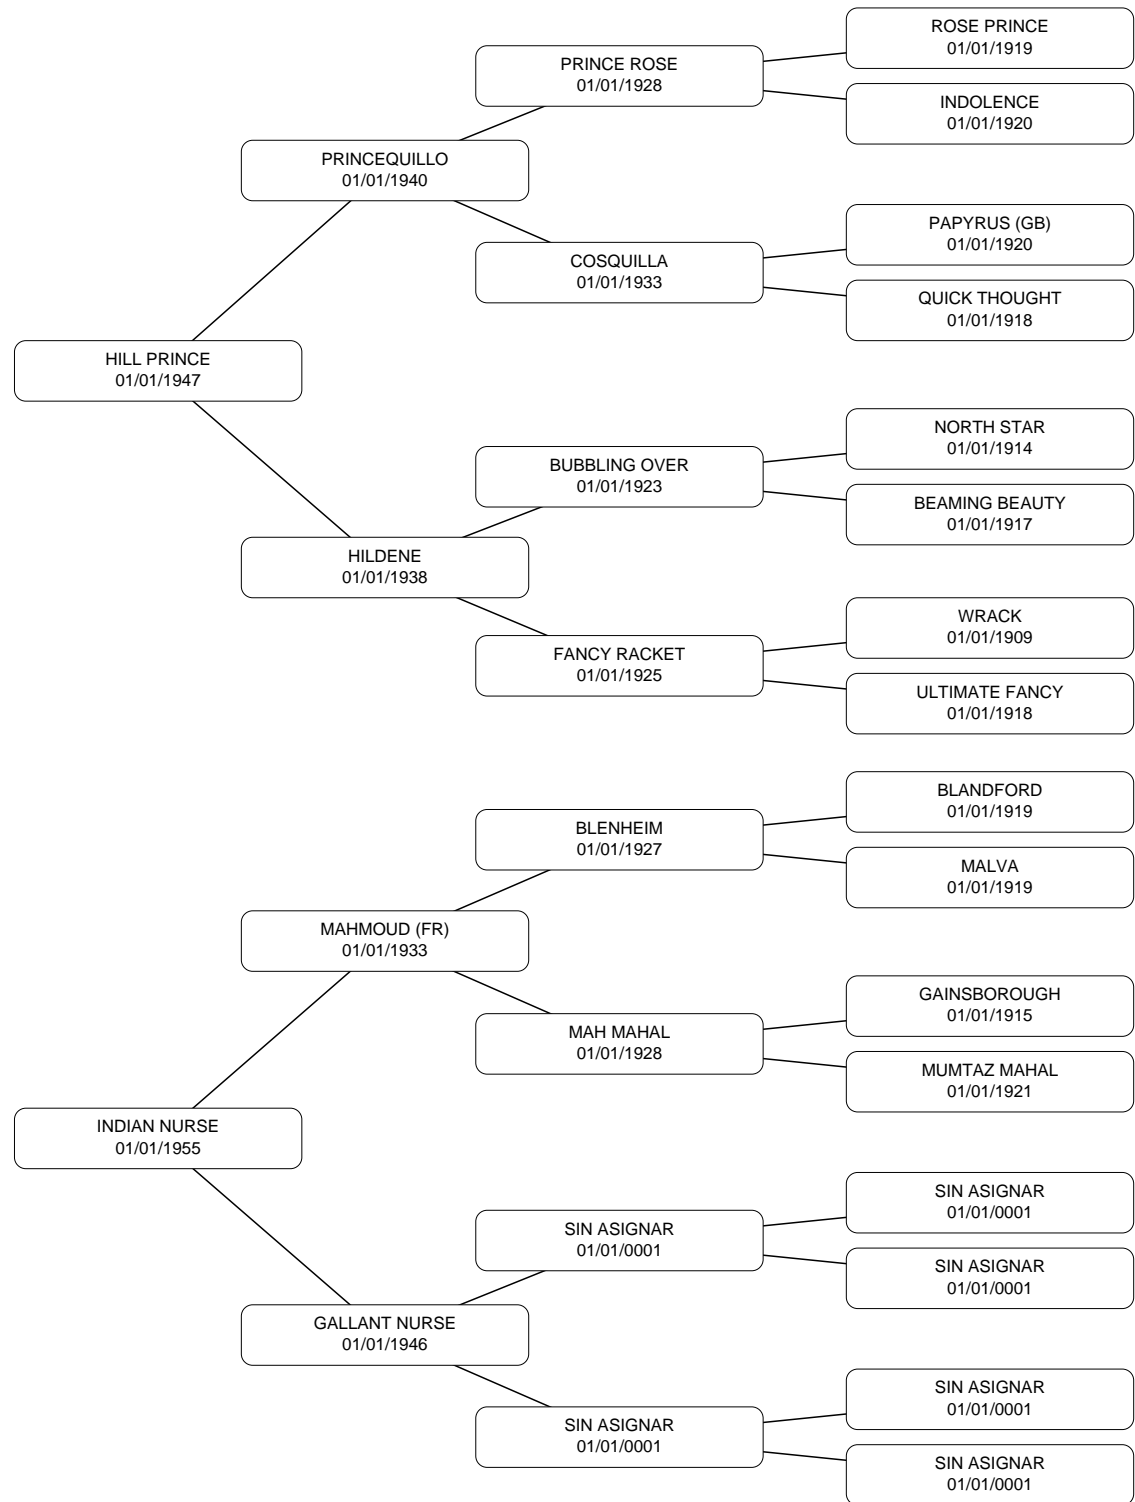 ROSE PRINCE
01/01/1919
PRINCE ROSE
01/01/1928
INDOLENCE
01/01/1920
PRINCEQUILLO
01/01/1940
PAPYRUS (GB)
01/01/1920
COSQUILLA
01/01/1933
QUICK THOUGHT
01/01/1918
HILL PRINCE
01/01/1947
NORTH STAR
01/01/1914
BUBBLING OVER
01/01/1923
BEAMING BEAUTY
01/01/1917
HILDENE
01/01/1938
WRACK
01/01/1909
FANCY RACKET
01/01/1925
ULTIMATE FANCY
01/01/1918
BLANDFORD
01/01/1919
BLENHEIM
01/01/1927
MALVA
01/01/1919
MAHMOUD (FR)
01/01/1933
GAINSBOROUGH
01/01/1915
MAH MAHAL
01/01/1928
MUMTAZ MAHAL
01/01/1921
INDIAN NURSE
01/01/1955
SIN ASIGNAR
01/01/0001
SIN ASIGNAR
01/01/0001
SIN ASIGNAR
01/01/0001
GALLANT NURSE
01/01/1946
SIN ASIGNAR
01/01/0001
SIN ASIGNAR
01/01/0001
SIN ASIGNAR
01/01/0001